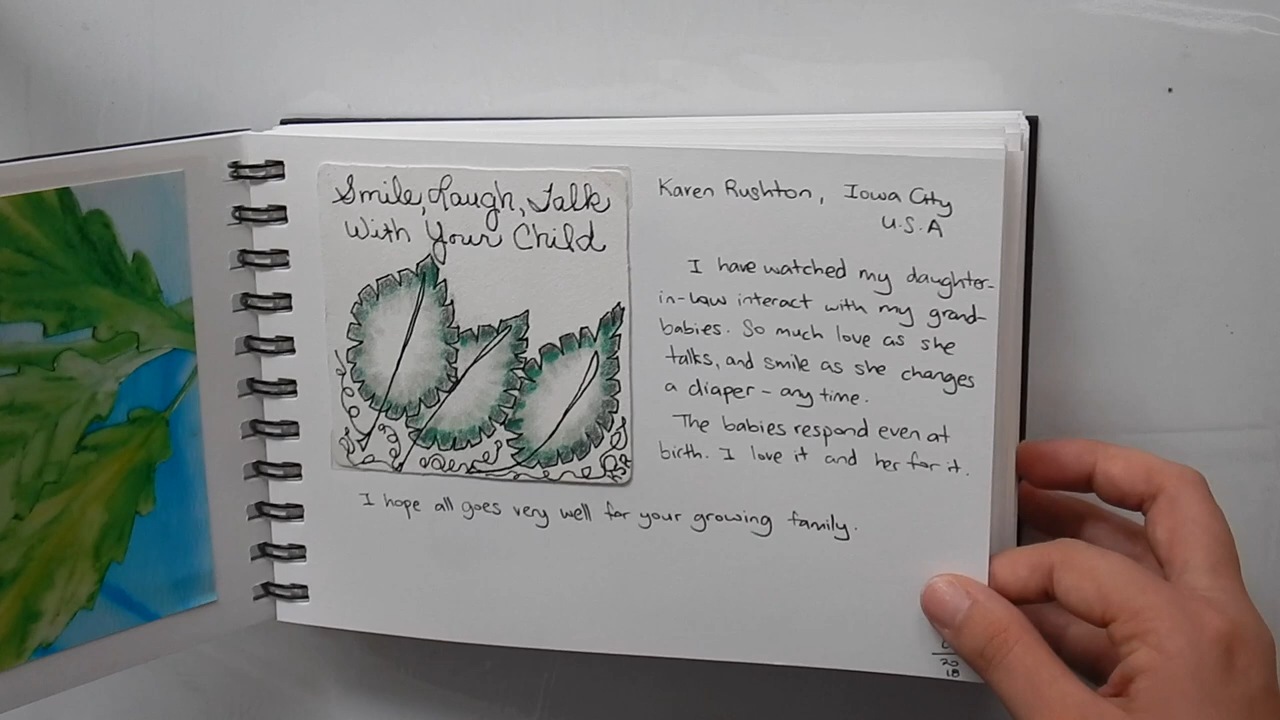 Smile, Laugh, Talk
With Your Child
Karen Rushton, Iowa City
U.S.A
I have watched my daughter-
in-law interact with my grand-
babies. So much love as she
talks, and smile as she changes
a diaper - any time.
The babies respond even at
birth. I love it and her for it.
I hope all goes very well for your growing family.
20
18